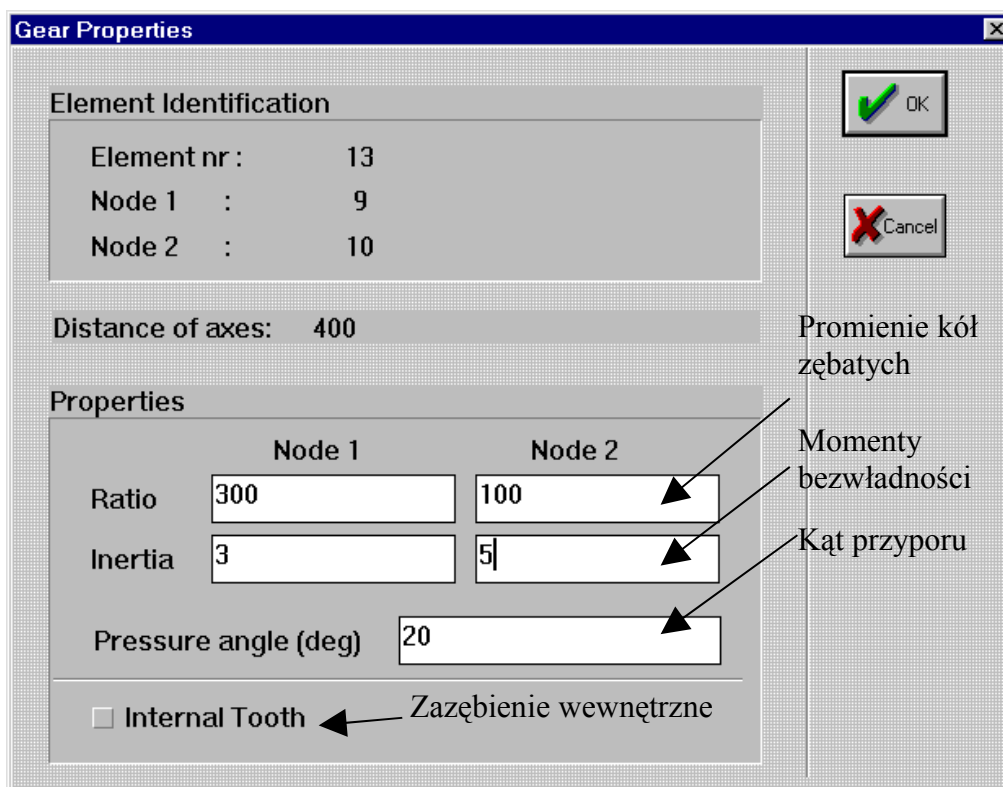 Gear Properties
Element Identification
Element nr : 13
Node 1 : 9
Node 2 : 10
OK
Cancel
Distance of axes: 400
Promienie kół
zębatych
Properties
Node 1 Node 2
Momenty
bezwładności
Ratio 300 100
Inertia 3 5
Kąt przyporu
Pressure angle (deg) 20
Internal Tooth
Zazębienie wewnętrzne